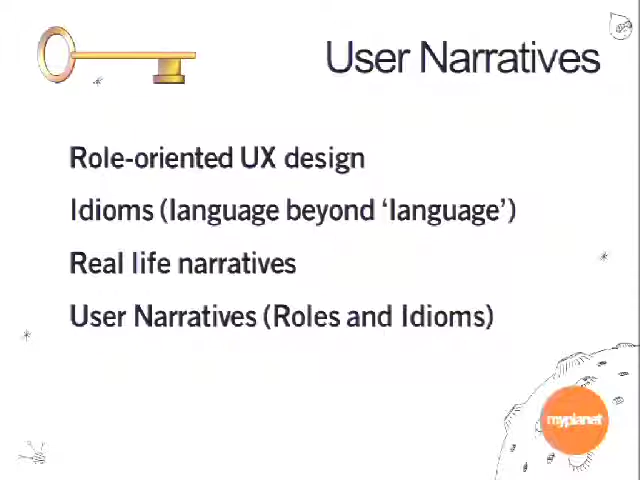 User Narratives
Role-oriented UX design
Idioms (language beyond ‘language’)
Real life narratives
User Narratives (Roles and Idioms)
myplanet